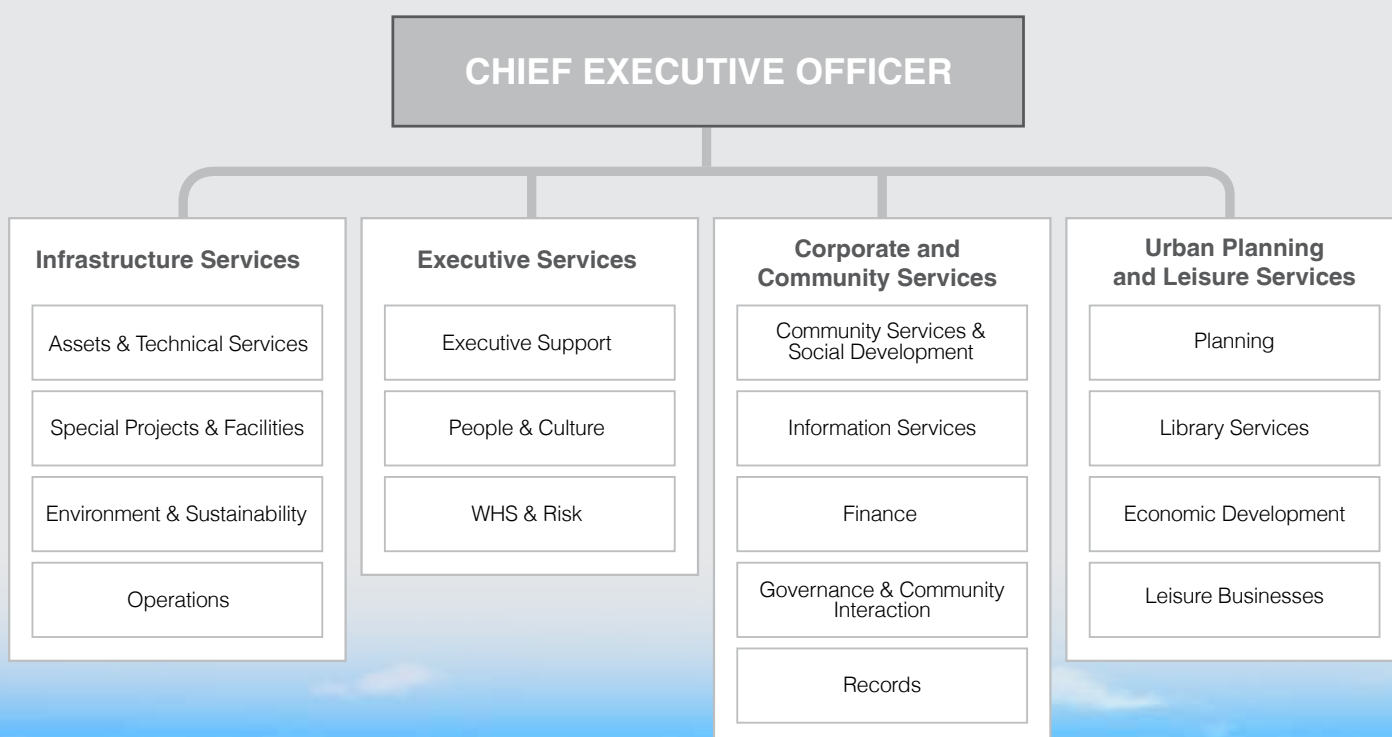 CHIEF EXECUTIVE OFFICER
Infrastructure Services
Assets & Technical Services
Special Projects & Facilities
Environment & Sustainability
Operations
Executive Services
Executive Support
People & Culture
WHS & Risk
Corporate and
Community Services
Community Services &
Social Development
Information Services
Finance
Governance & Community
Interaction
Records
Urban Planning
and Leisure Services
Planning
Library Services
Economic Development
Leisure Businesses